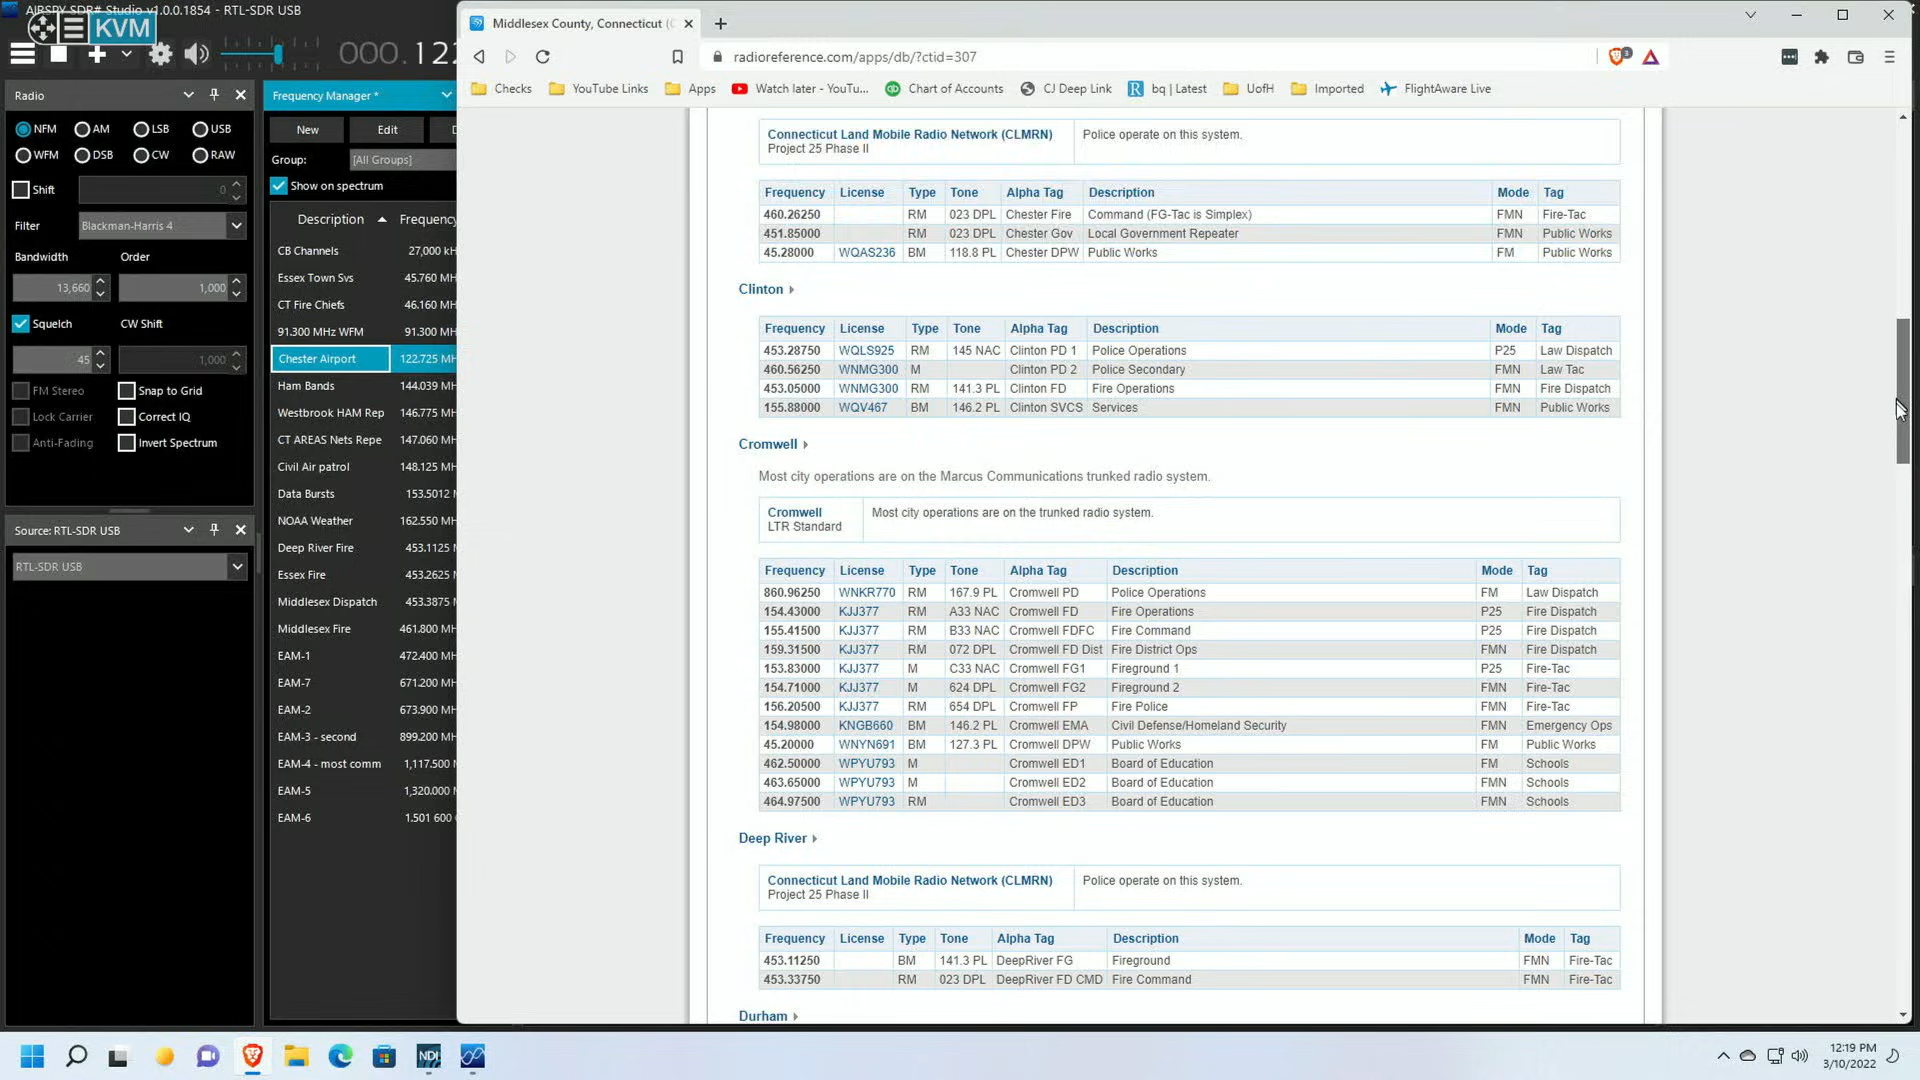 AIRSPY SDR# Studio v1.0.0.1854 - RTL-SDR USB
KVM
000.122
Radio
NFM AM LSB USB
WFM DSB CW RAW
Shift 0
Filter Blackman-Harris 4
Bandwidth Order
13,660 1,000
Squelch CW Shift
45 1,000
FM Stereo Snap to Grid
Lock Carrier Correct IQ
Anti-Fading Invert Spectrum
Source: RTL-SDR USB
RTL-SDR USB
Frequency Manager *
New Edit
Group: [All Groups]
Show on spectrum
Description Frequency
CB Channels 27,000 kH
Essex Town Svs 45.760 MH
CT Fire Chiefs 46.160 MH
91.300 MHz WFM 91.300 MH
Chester Airport 122.725 MH
Ham Bands 144.039 MH
Westbrook HAM Rep 146.775 MH
CT AREAS Nets Repe 147.060 MH
Civil Air patrol 148.125 MH
Data Bursts 153.5012
NOAA Weather 162.550 MH
Deep River Fire 453.1125
Essex Fire 453.2625
Middlesex Dispatch 453.3875
Middlesex Fire 461.800 MH
EAM-1 472.400 MH
EAM-7 671.200 MH
EAM-2 673.900 MH
EAM-3 - second 899.200 MH
EAM-4 - most comm 1,117.500
EAM-5 1,320.000
EAM-6 1.501 600
Middlesex County, Connecticut (
radioreference.com/apps/db/?ctid=307
3
Checks YouTube Links Apps Watch later - YouT... Chart of Accounts CJ Deep Link bq | Latest UofH Imported FlightAware Live
Connecticut Land Mobile Radio Network (CLMRN) Police operate on this system.
Project 25 Phase II
Frequency License Type Tone Alpha Tag Description Mode Tag
460.26250 RM 023 DPL Chester Fire Command (FG-Tac is Simplex) FMN Fire-Tac
451.85000 RM 023 DPL Chester Gov Local Government Repeater FMN Public Works
45.28000 WQAS236 BM 118.8 PL Chester DPW Public Works FM Public Works
Clinton
Frequency License Type Tone Alpha Tag Description Mode Tag
453.28750 WQLS925 RM 145 NAC Clinton PD 1 Police Operations P25 Law Dispatch
460.56250 WNMG300 M Clinton PD 2 Police Secondary FMN Law Tac
453.05000 WNMG300 RM 141.3 PL Clinton FD Fire Operations FMN Fire Dispatch
155.88000 WQV467 BM 146.2 PL Clinton SVCS Services FMN Public Works
Cromwell
Most city operations are on the Marcus Communications trunked radio system.
Cromwell Most city operations are on the trunked radio system.
LTR Standard
Frequency License Type Tone Alpha Tag Description Mode Tag
860.96250 WNKR770 RM 167.9 PL Cromwell PD Police Operations FM Law Dispatch
154.43000 KJJ377 RM A33 NAC Cromwell FD Fire Operations P25 Fire Dispatch
155.41500 KJJ377 RM B33 NAC Cromwell FDFC Fire Command P25 Fire Dispatch
159.31500 KJJ377 RM 072 DPL Cromwell FD Dist Fire District Ops FMN Fire Dispatch
153.83000 KJJ377 M C33 NAC Cromwell FG1 Fireground 1 P25 Fire-Tac
154.71000 KJJ377 M 624 DPL Cromwell FG2 Fireground 2 FMN Fire-Tac
156.20500 KJJ377 RM 654 DPL Cromwell FP Fire Police FMN Fire-Tac
154.98000 KNGB660 BM 146.2 PL Cromwell EMA Civil Defense/Homeland Security FMN Emergency Ops
45.20000 WNYN691 BM 127.3 PL Cromwell DPW Public Works FM Public Works
462.50000 WPYU793 M Cromwell ED1 Board of Education FM Schools
463.65000 WPYU793 M Cromwell ED2 Board of Education FMN Schools
464.97500 WPYU793 RM Cromwell ED3 Board of Education FMN Schools
Deep River
Connecticut Land Mobile Radio Network (CLMRN) Police operate on this system.
Project 25 Phase II
Frequency License Type Tone Alpha Tag Description Mode Tag
453.11250 BM 141.3 PL DeepRiver FG Fireground FMN Fire-Tac
453.33750 RM 023 DPL DeepRiver FD CMD Fire Command FMN Fire-Tac
Durham
NDI
12:19 PM
3/10/2022